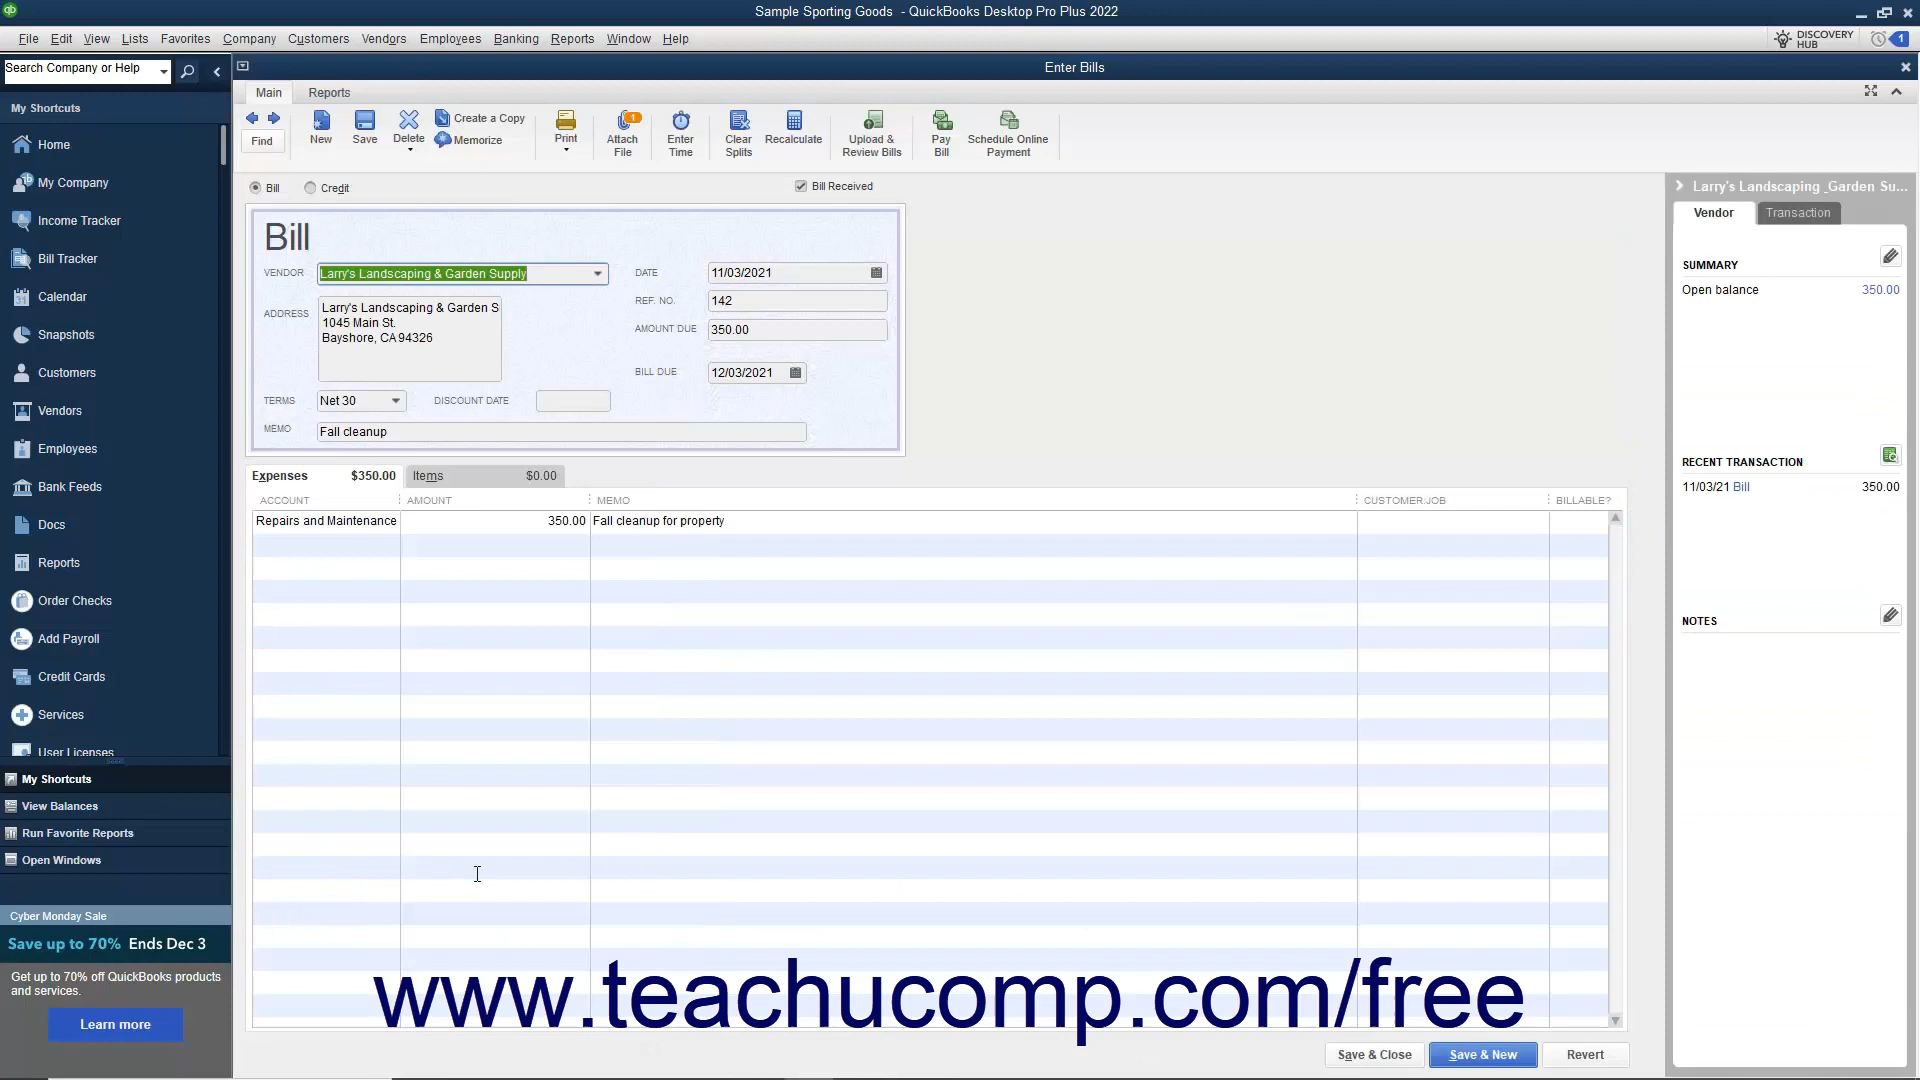 Sample Sporting Goods - QuickBooks Desktop Pro Plus 2022
File Edit View Lists Favorites Company Customers Vendors Employees Banking Reports Window Help
DISCOVERY HUB
1
Search Company or Help
Enter Bills
My Shortcuts
Home
My Company
Income Tracker
Bill Tracker
Calendar
Snapshots
Customers
Vendors
Employees
Bank Feeds
Docs
Reports
Order Checks
Add Payroll
Credit Cards
Services
User Licenses
My Shortcuts
View Balances
Run Favorite Reports
Open Windows
Cyber Monday Sale
Save up to 70% Ends Dec 3
Get up to 70% off QuickBooks products
and services.
Learn more
Main Reports
Find
New
Save
Delete
Create a Copy
Memorize
Print
1
Attach File
Enter Time
Clear Splits
Recalculate
Upload & Review Bills
Pay Bill
Schedule Online Payment
Bill Credit Bill Received
Bill
VENDOR Larry's Landscaping & Garden Supply
DATE 11/03/2021
REF. NO. 142
ADDRESS Larry's Landscaping & Garden S
1045 Main St.
Bayshore, CA 94326
AMOUNT DUE 350.00
BILL DUE 12/03/2021
TERMS Net 30 DISCOUNT DATE
MEMO Fall cleanup
Expenses $350.00 Items $0.00
ACCOUNT AMOUNT MEMO CUSTOMER:JOB BILLABLE?
Repairs and Maintenance 350.00 Fall cleanup for property
www.teachucomp.com/free
Save & Close Save & New Revert
Larry's Landscaping _Garden Su...
Vendor Transaction
SUMMARY
Open balance 350.00
RECENT TRANSACTION
11/03/21 Bill 350.00
NOTES